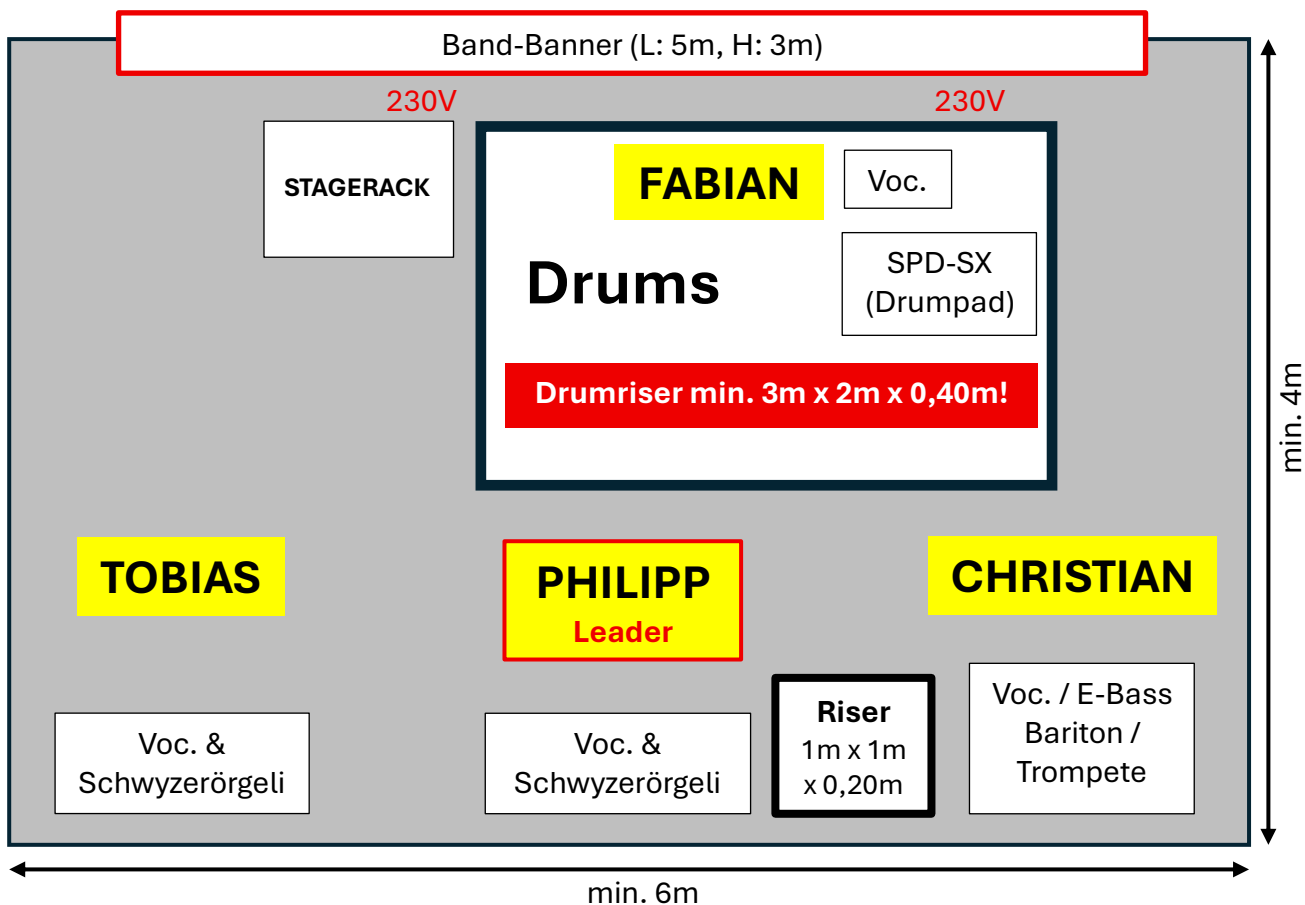 Band-Banner (L: 5m, H: 3m)
230V
230V
STAGERACK
FABIAN
Voc.
Drums
SPD-SX
(Drumpad)
Drumriser min. 3m x 2m x 0,40m!
min. 4m
TOBIAS
PHILIPP
Leader
CHRISTIAN
Voc. &
Schwyzerörgeli
Voc. &
Schwyzerörgeli
Riser
1m x 1m
x 0,20m
Voc. / E-Bass
Bariton /
Trompete
min. 6m